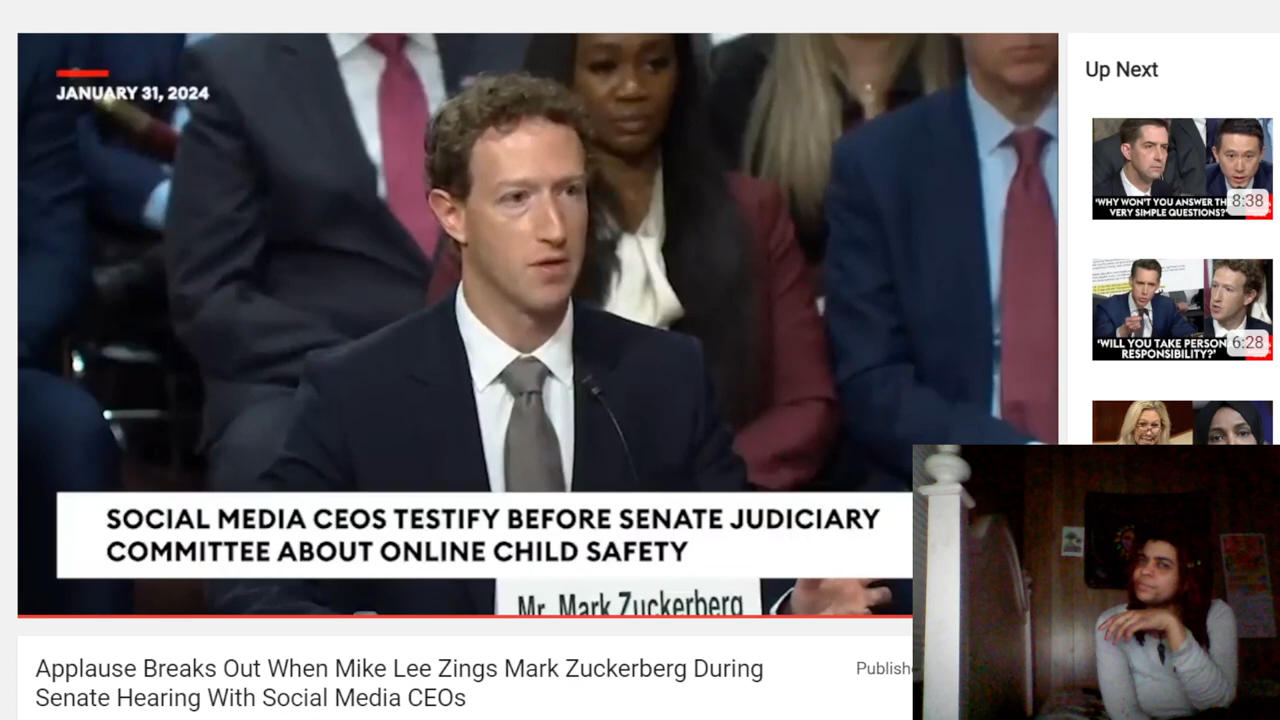 JANUARY 31, 2024
SOCIAL MEDIA CEOS TESTIFY BEFORE SENATE JUDICIARY
COMMITTEE ABOUT ONLINE CHILD SAFETY
Mr. Mark Zuckerberg
Applause Breaks Out When Mike Lee Zings Mark Zuckerberg During
Senate Hearing With Social Media CEOs
Publish
Up Next
'WHY WON'T YOU ANSWER THE
VERY SIMPLE QUESTIONS?'
8:38
'WILL YOU TAKE PERSON
RESPONSIBILITY?'
6:28